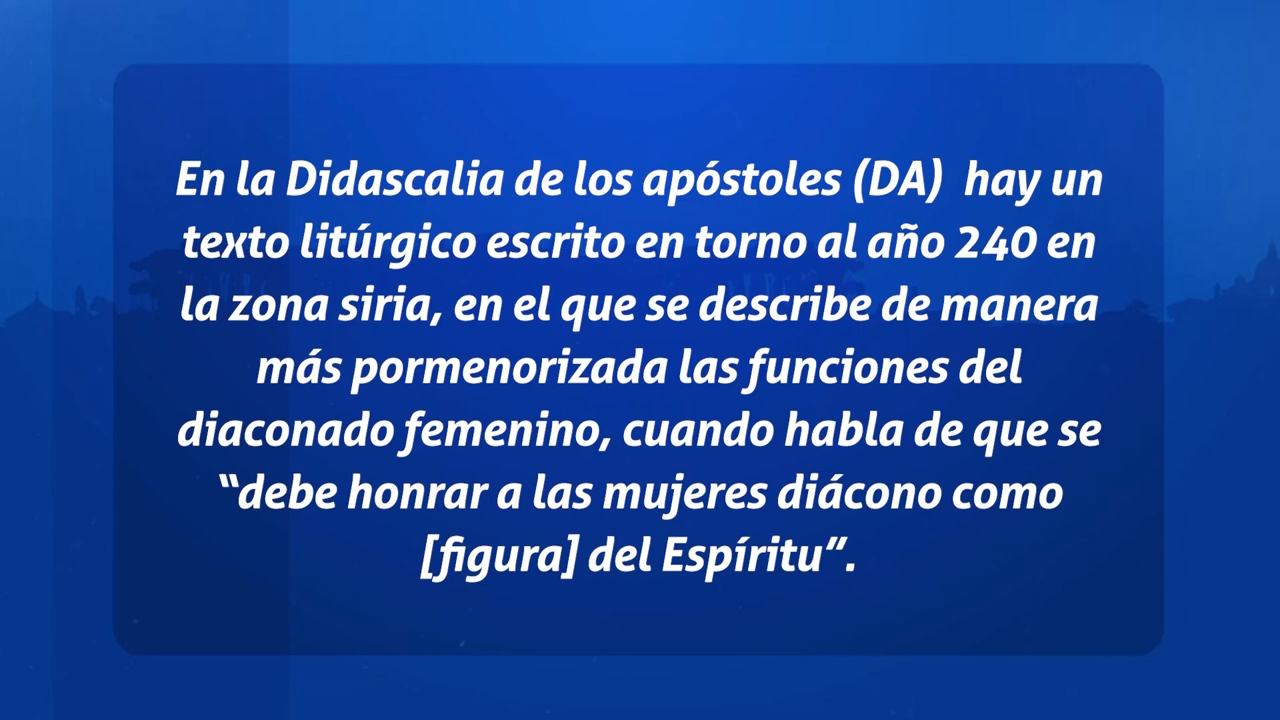 En la Didascalia de los apóstoles (DA)  hay un
texto litúrgico escrito en torno al año 240 en
la zona siria, en el que se describe de manera
más pormenorizada las funciones del
diaconado femenino, cuando habla de que se
“debe honrar a las mujeres diácono como
[figura] del Espíritu”.